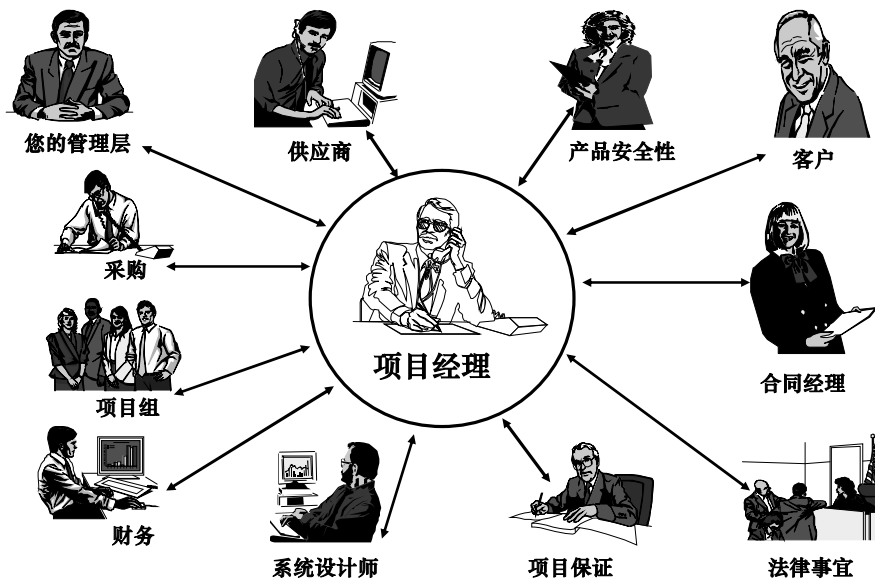 您的管理层
供应商
产品安全性
客户
采购
项目经理
合同经理
项目组
财务
系统设计师
项目保证
法律事宜